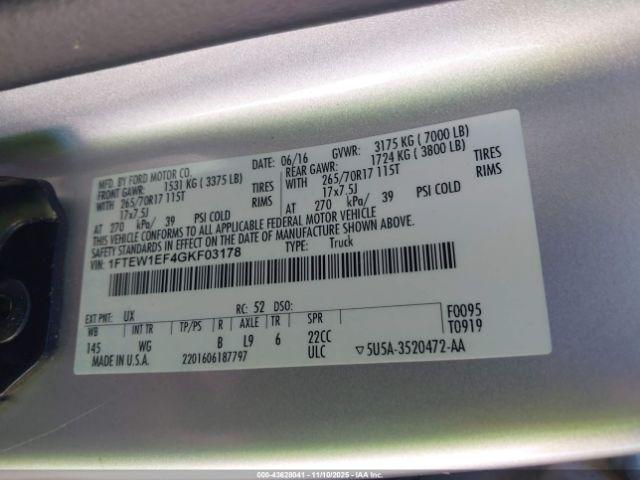 MFD. BY FORD MOTOR CO. DATE: 06/16 GVWR: 3175 KG ( 7000 LB)
FRONT GAWR: 1531 KG ( 3375 LB) REAR GAWR: 1724 KG ( 3800 LB)
WITH 265/70R17 115T TIRES WITH 265/70R17 115T TIRES
17x7.5J RIMS 17x7.5J RIMS
AT 270 kPa/ 39 PSI COLD AT 270 kPa/ 39 PSI COLD
THIS VEHICLE CONFORMS TO ALL APPLICABLE FEDERAL MOTOR VEHICLE
SAFETY STANDARDS IN EFFECT ON THE DATE OF MANUFACTURE SHOWN ABOVE.
VIN: 1FTEW1EF4GKF03178 TYPE: Truck
EXT PNT: UX RC: 52 DSO: F0095
WB INT TR TP/PS R AXLE TR SPR T0919
145 WG B L9 6 22CC
MADE IN U.S.A. 2201606187797 ULC ▽5U5A-3520472-AA
000-43628041 - 11/10/2025 - IAA Corp.